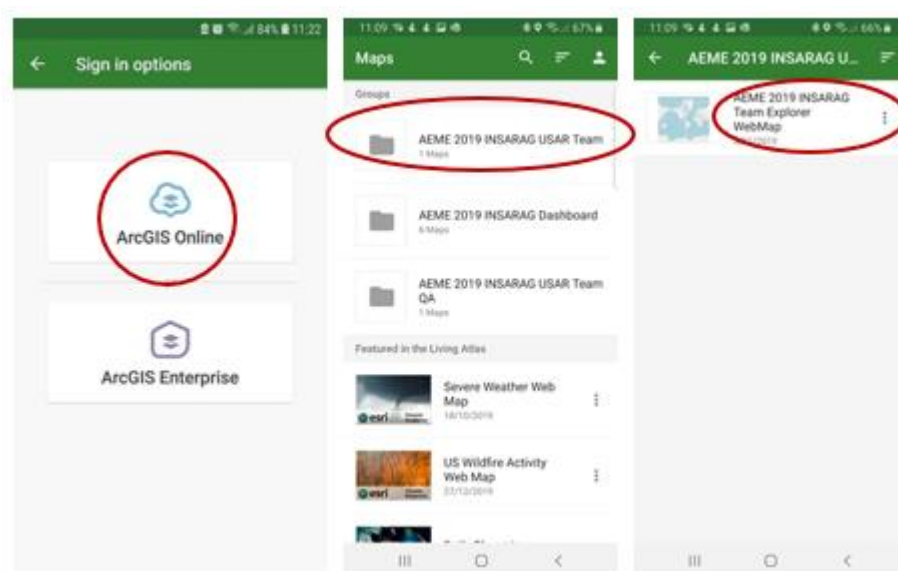 84% 11:22
Sign in options
ArcGIS Online
ArcGIS Enterprise
11:09 67%
Maps
Groups
AEME 2019 INSARAG USAR Team
1 Maps
AEME 2019 INSARAG Dashboard
6 Maps
AEME 2019 INSARAG USAR Team
QA
1 Maps
Featured in the Living Atlas
Severe Weather Web
Map
18/10/2019
esri
US Wildfire Activity
Web Map
esri
11:09 66%
AEME 2019 INSARAG U...
AEME 2019 INSARAG
Team Explorer
WebMap